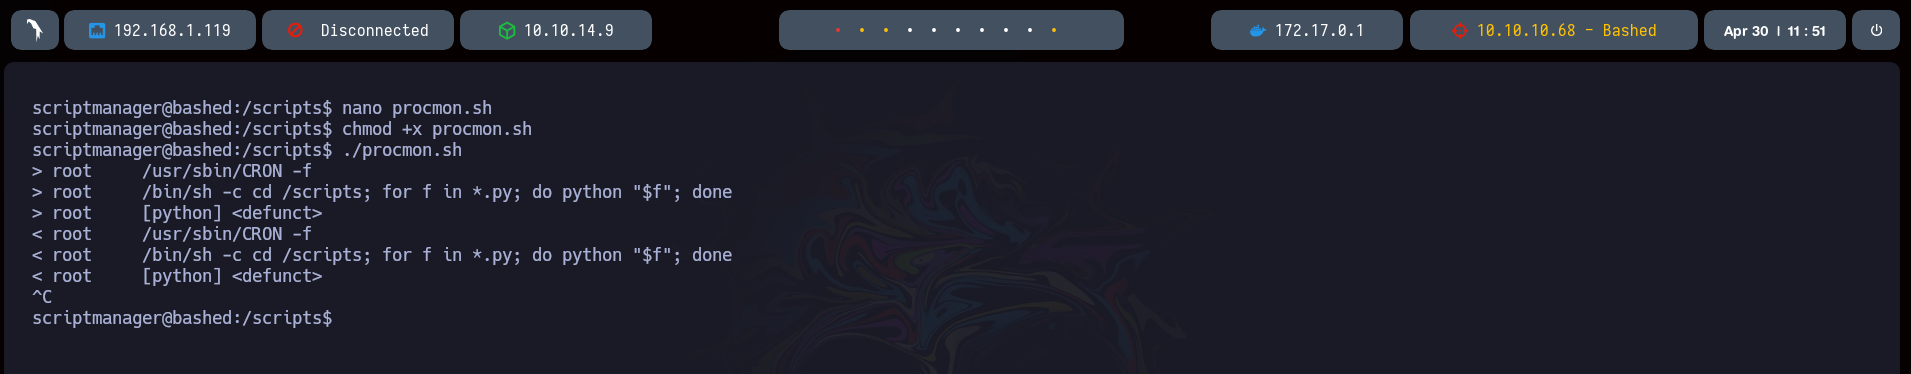 192.168.1.119 Disconnected 10.10.14.9 172.17.0.1 10.10.10.68 - Bashed Apr 30 | 11 : 51
scriptmanager@bashed:/scripts$ nano procmon.sh
scriptmanager@bashed:/scripts$ chmod +x procmon.sh
scriptmanager@bashed:/scripts$ ./procmon.sh
> root     /usr/sbin/CRON -f
> root     /bin/sh -c cd /scripts; for f in *.py; do python "$f"; done
> root     [python] <defunct>
< root     /usr/sbin/CRON -f
< root     /bin/sh -c cd /scripts; for f in *.py; do python "$f"; done
< root     [python] <defunct>
^C
scriptmanager@bashed:/scripts$